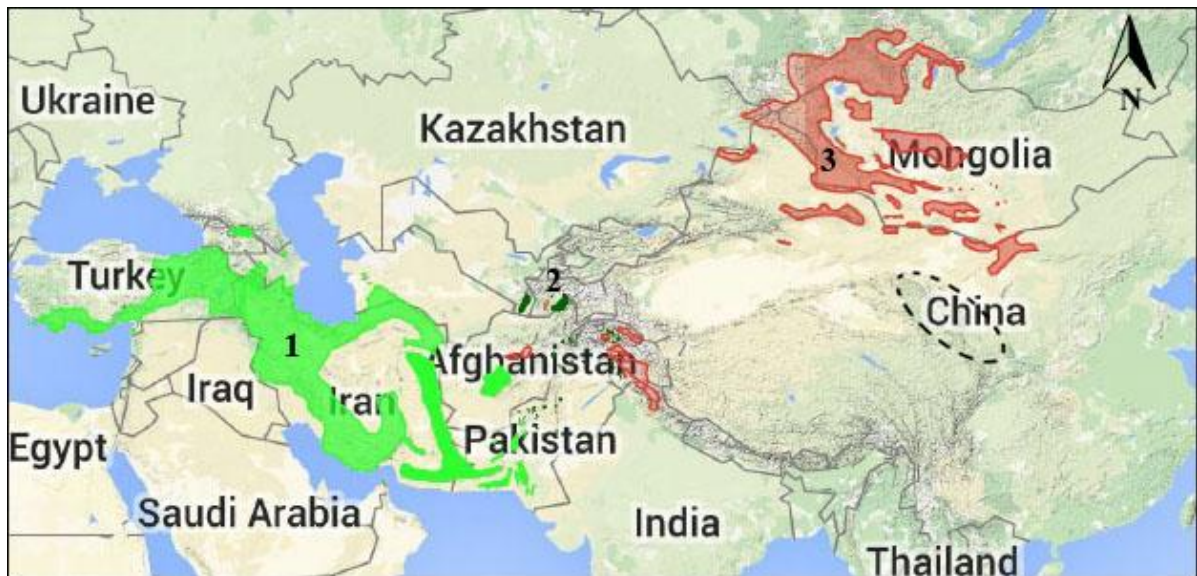 Ukraine
Kazakhstan
N
Mongolia
3
Turkey
2
China
1
Afghanistan
Iraq
Iran
Egypt
Pakistan
Saudi Arabia
India
Thailand